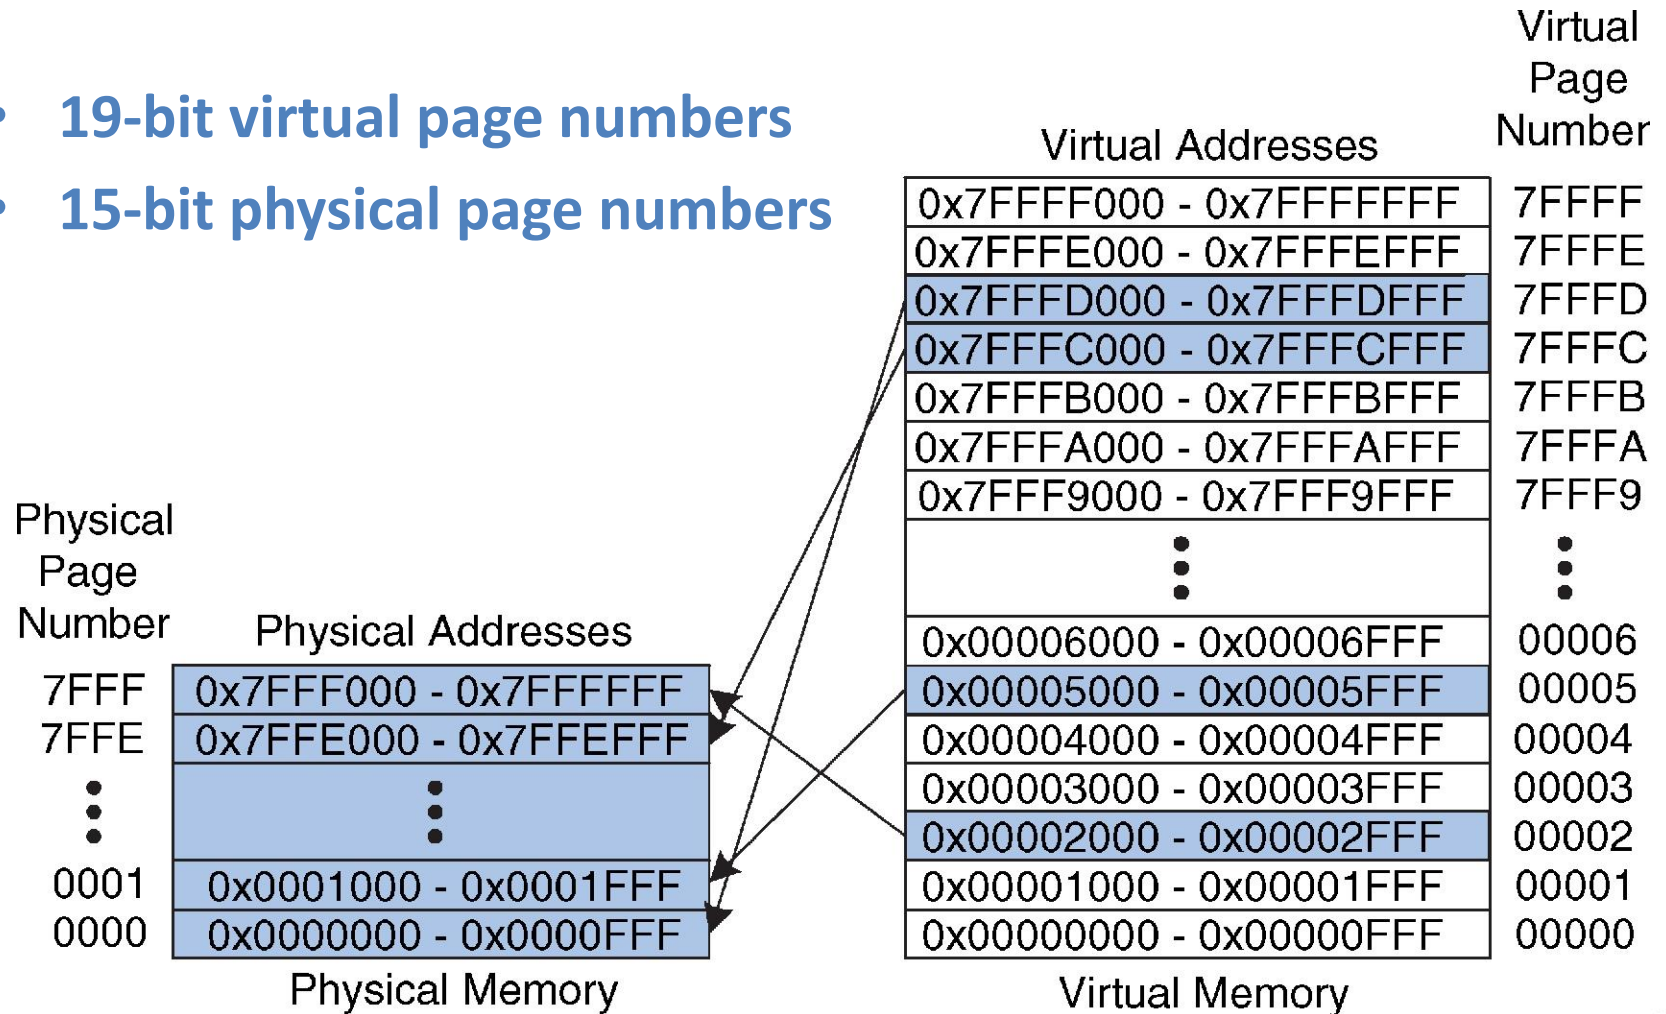 • 19-bit virtual page numbers
• 15-bit physical page numbers
Virtual
Page
Number
Virtual Addresses
0x7FFFF000 - 0x7FFFFFFF 7FFFF
0x7FFFE000 - 0x7FFFEFFF 7FFFE
0x7FFFD000 - 0x7FFFDFFF 7FFFD
0x7FFFC000 - 0x7FFFCFFF 7FFFC
0x7FFFB000 - 0x7FFFBFFF 7FFFB
0x7FFFA000 - 0x7FFFAFFF 7FFFA
0x7FFF9000 - 0x7FFF9FFF 7FFF9
0x00006000 - 0x00006FFF 00006
0x00005000 - 0x00005FFF 00005
0x00004000 - 0x00004FFF 00004
0x00003000 - 0x00003FFF 00003
0x00002000 - 0x00002FFF 00002
0x00001000 - 0x00001FFF 00001
0x00000000 - 0x00000FFF 00000
Virtual Memory
Physical
Page
Number
Physical Addresses
7FFF 0x7FFF000 - 0x7FFFFFF
7FFE 0x7FFE000 - 0x7FFEFFF
0001 0x0001000 - 0x0001FFF
0000 0x0000000 - 0x0000FFF
Physical Memory